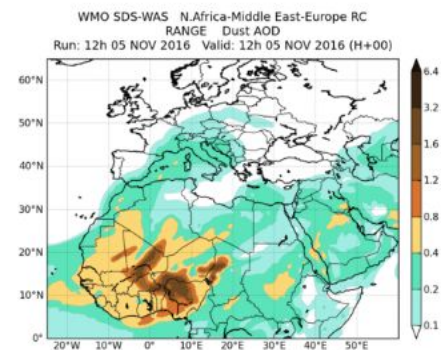 WMO SDS-WAS N.Africa-Middle East-Europe RC
RANGE Dust AOD
Run: 12h 05 NOV 2016 Valid: 12h 05 NOV 2016 (H+00)
60°N
50°N
40°N
30°N
20°N
10°N
0°
20°W 10°W 0° 10°E 20°E 30°E 40°E 50°E
6.4
3.2
1.6
1.2
0.8
0.4
0.2
0.1